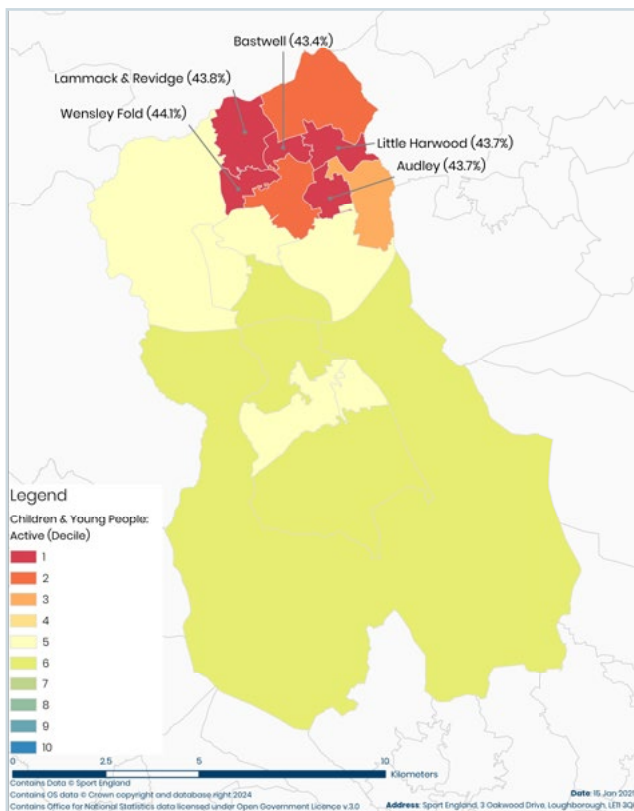 Bastwell (43.4%)
Lammack & Revidge (43.8%)
Wensley Fold (44.1%)
Little Harwood (43.7%)
Audley (43.7%)
Legend
Children & Young People:
Active (Decile)
1
2
3
4
5
6
7
8
9
10
0 2.5 5 10
Kilometers
Contains Data © Sport England
Contains OS data © Crown copyright and database right 2024
Contains Office for National Statistics data licensed under Open Government Licence v.3.0
Date: 15 Jan
Address: Sport England, 3 Oakwood Drive, Loughborough,